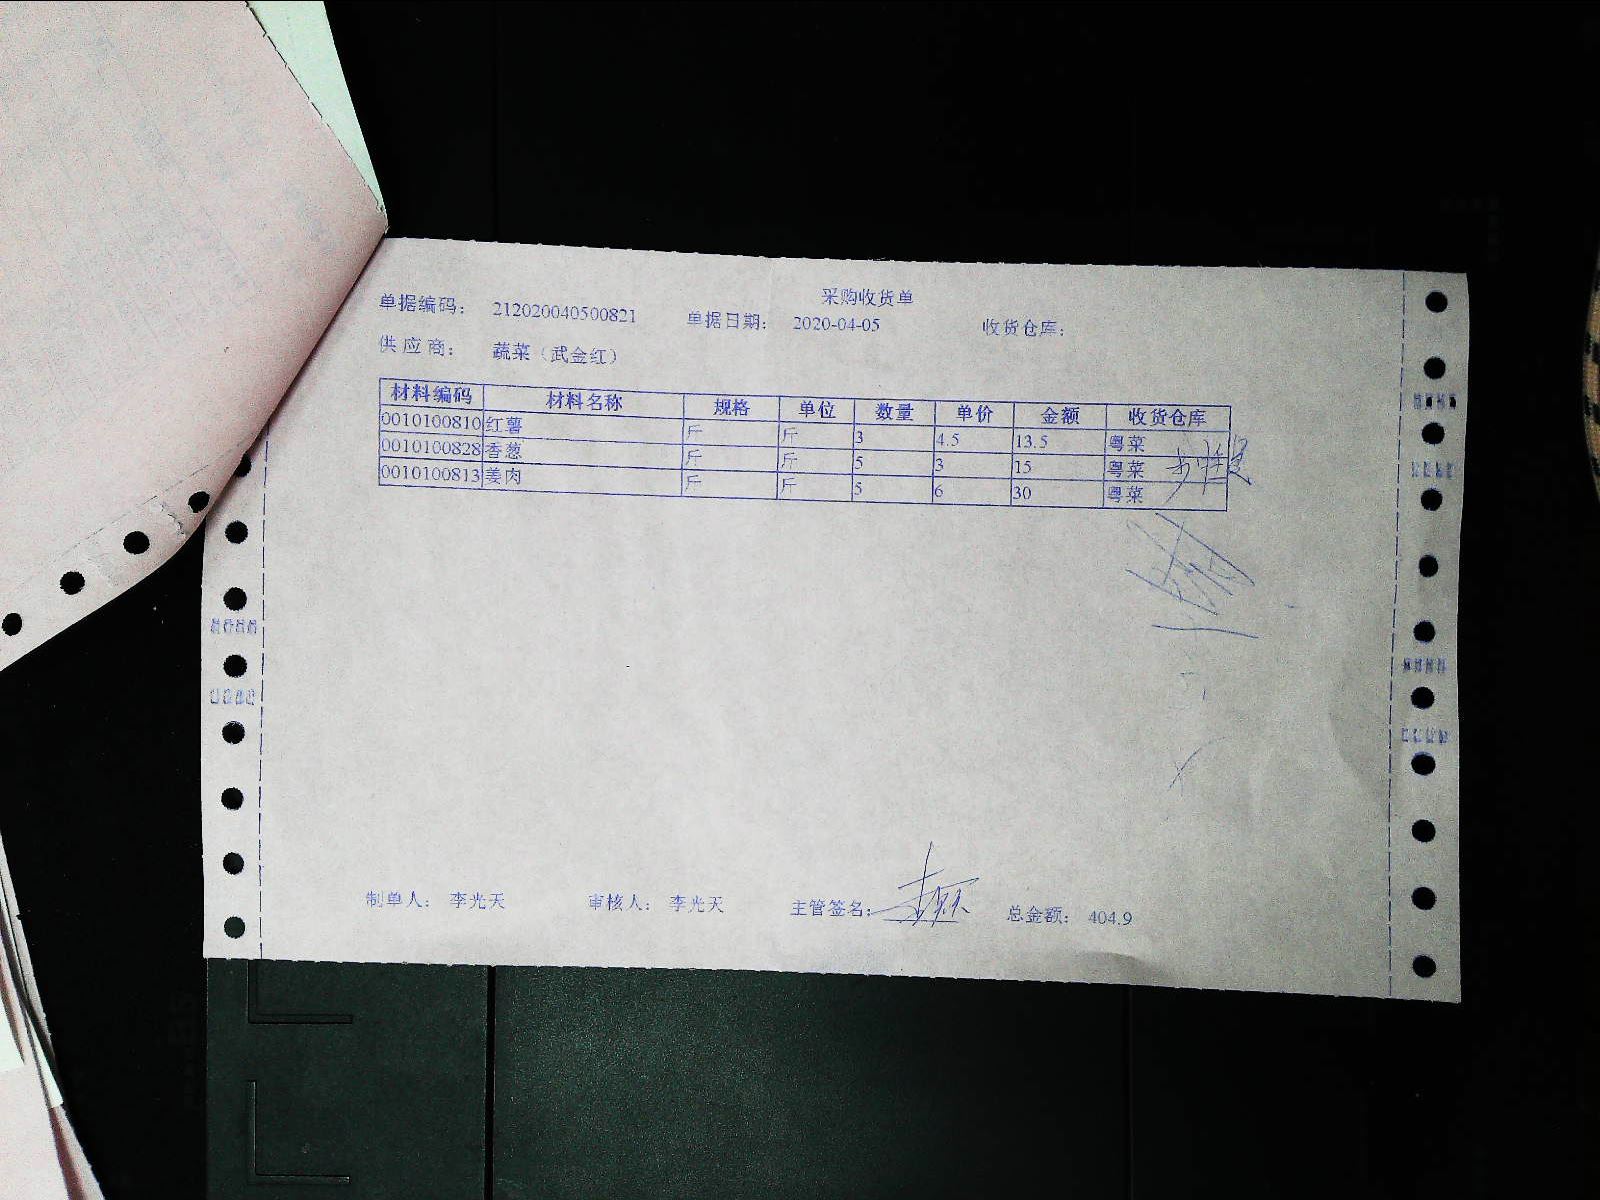 采购收货单
单据编码： 212020040500821 单据日期： 2020-04-05 收货仓库：
供 应 商： 蔬菜（武金红）
材料编码 材料名称 规格 单位 数量 单价 金额 收货仓库
0010100810 红薯 斤 斤 3 4.5 13.5 粤菜
0010100828 香葱 斤 斤 5 3 15 粤菜
0010100813 姜肉 斤 斤 5 6 30 粤菜
制单人： 李光天 审核人： 李光天 主管签名： 总金额： 404.9